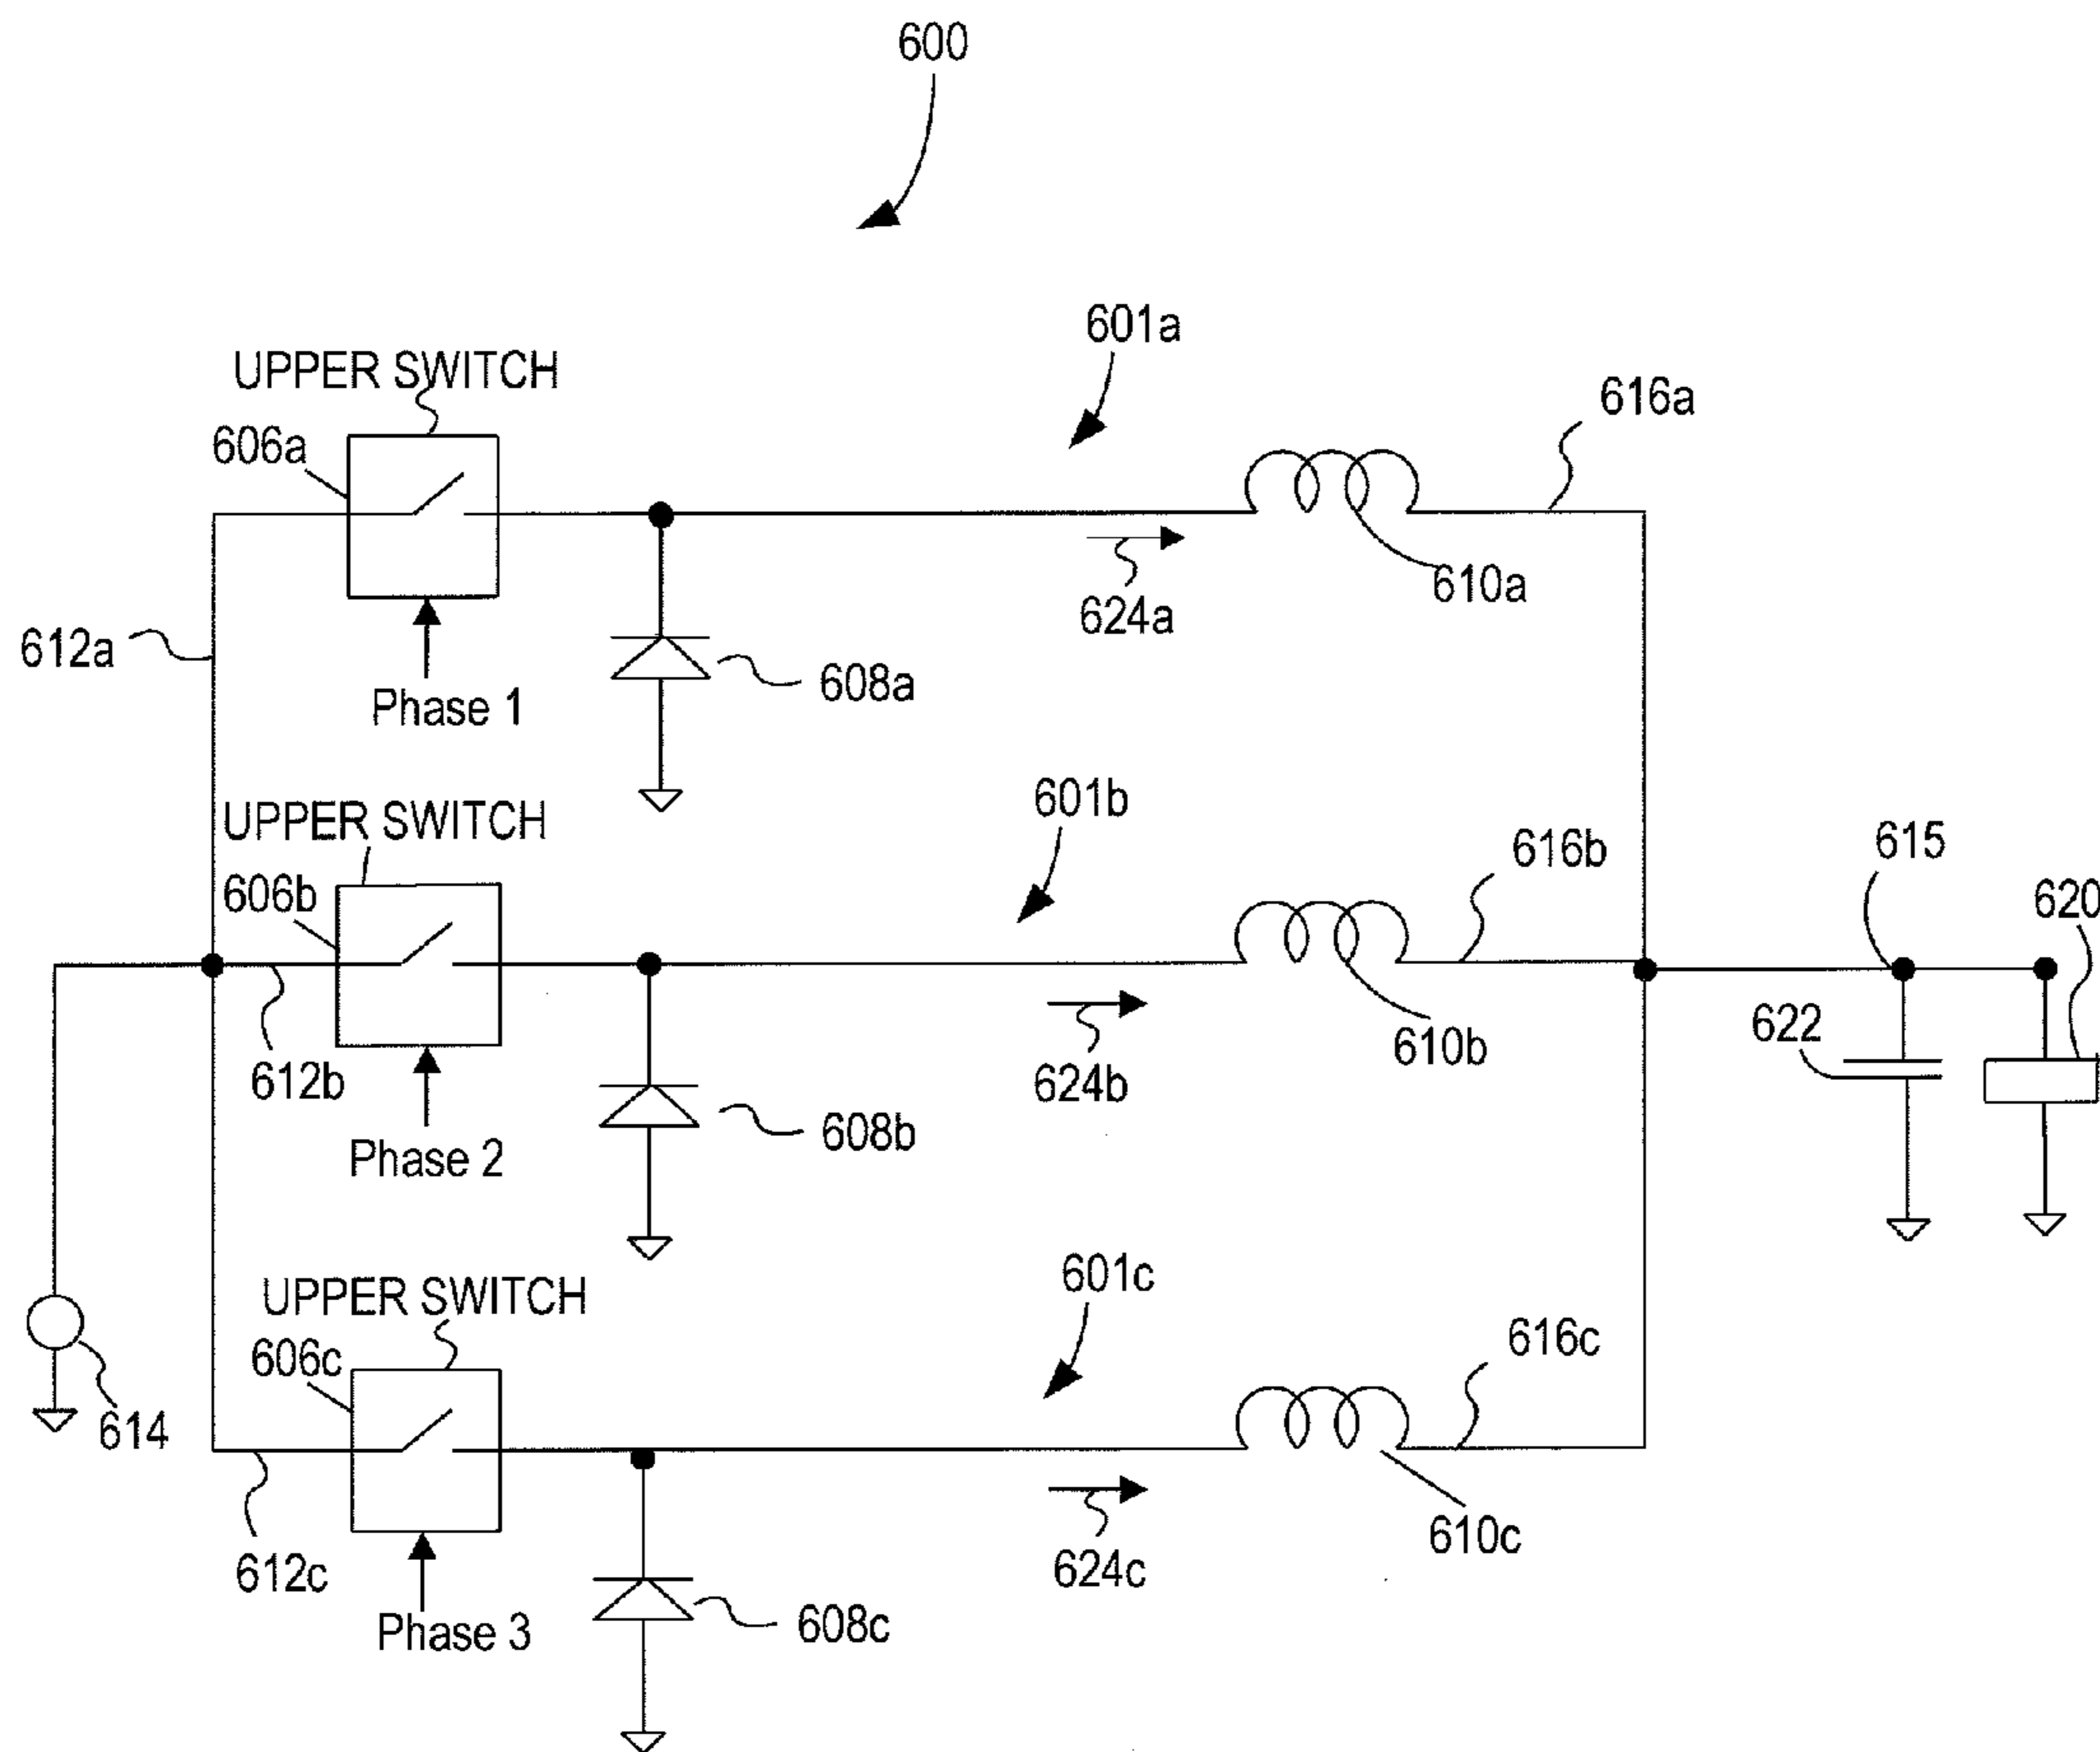 600
601a
UPPER SWITCH
616a
606a
610a
624a
612a
608a
Phase 1
601b
UPPER SWITCH
616b
615
606b
620
622
610b
612b
624b
608b
Phase 2
601c
UPPER SWITCH
616c
606c
614
610c
612c
624c
608c
Phase 3